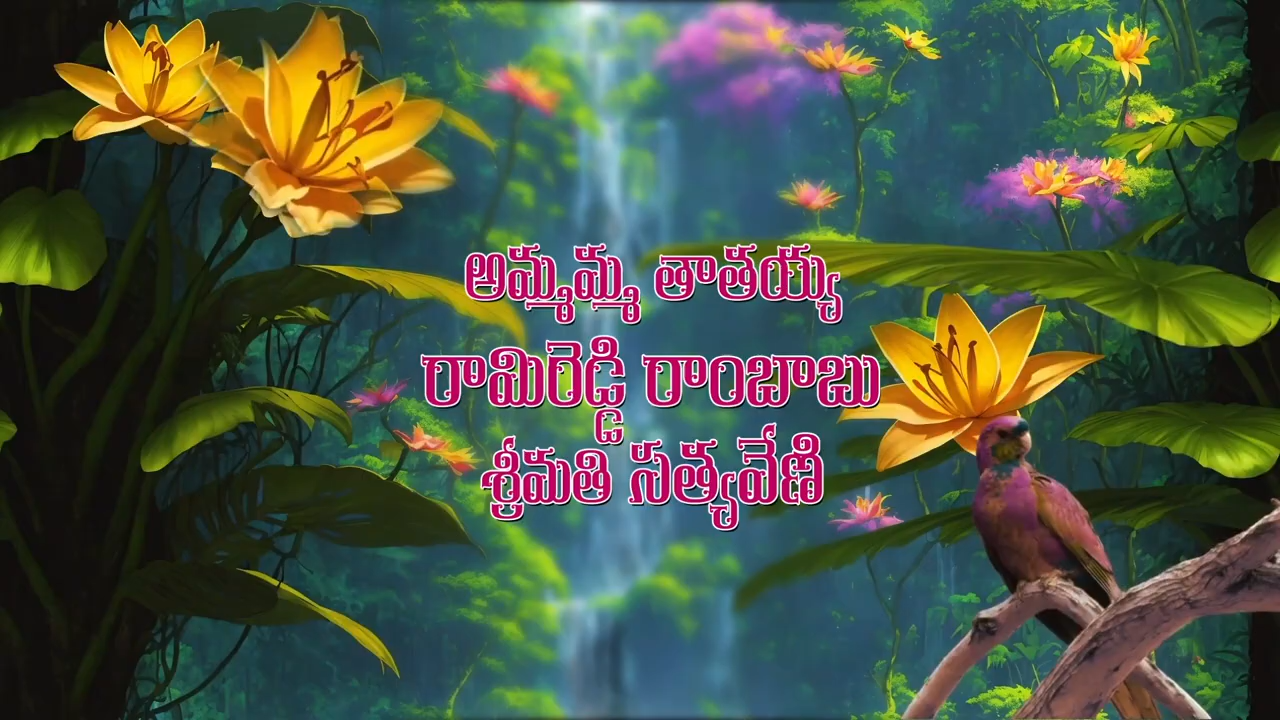 అమ్మమ్మ తాతయ్య
రామిరెడ్డి రాంబాబు
శ్రీమతి సత్యవేణి